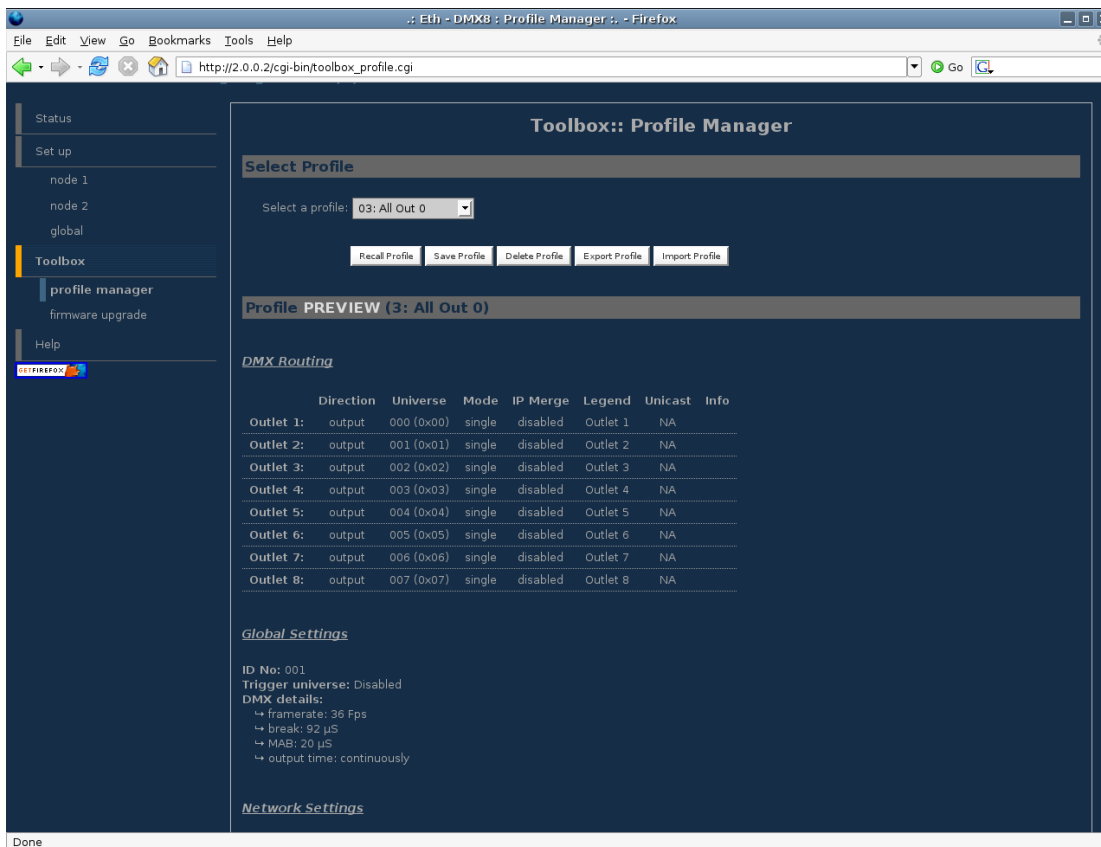 .: Eth - DMX8 : Profile Manager :. - Firefox
File Edit View Go Bookmarks Tools Help
http://2.0.0.2/cgi-bin/toolbox_profile.cgi Go
Status
Set up
node 1
node 2
global
Toolbox
profile manager
firmware upgrade
Help
GETFIREFOX
Toolbox:: Profile Manager
Select Profile
Select a profile: 03: All Out 0
Recall Profile Save Profile Delete Profile Export Profile Import Profile
Profile PREVIEW (3: All Out 0)
DMX Routing
Direction Universe Mode IP Merge Legend Unicast Info
Outlet 1: output 000 (0x00) single disabled Outlet 1 NA
Outlet 2: output 001 (0x01) single disabled Outlet 2 NA
Outlet 3: output 002 (0x02) single disabled Outlet 3 NA
Outlet 4: output 003 (0x03) single disabled Outlet 4 NA
Outlet 5: output 004 (0x04) single disabled Outlet 5 NA
Outlet 6: output 005 (0x05) single disabled Outlet 6 NA
Outlet 7: output 006 (0x06) single disabled Outlet 7 NA
Outlet 8: output 007 (0x07) single disabled Outlet 8 NA
Global Settings
ID No: 001
Trigger universe: Disabled
DMX details:
↪ framerate: 36 Fps
↪ break: 92 µS
↪ MAB: 20 µS
↪ output time: continuously
Network Settings
Done